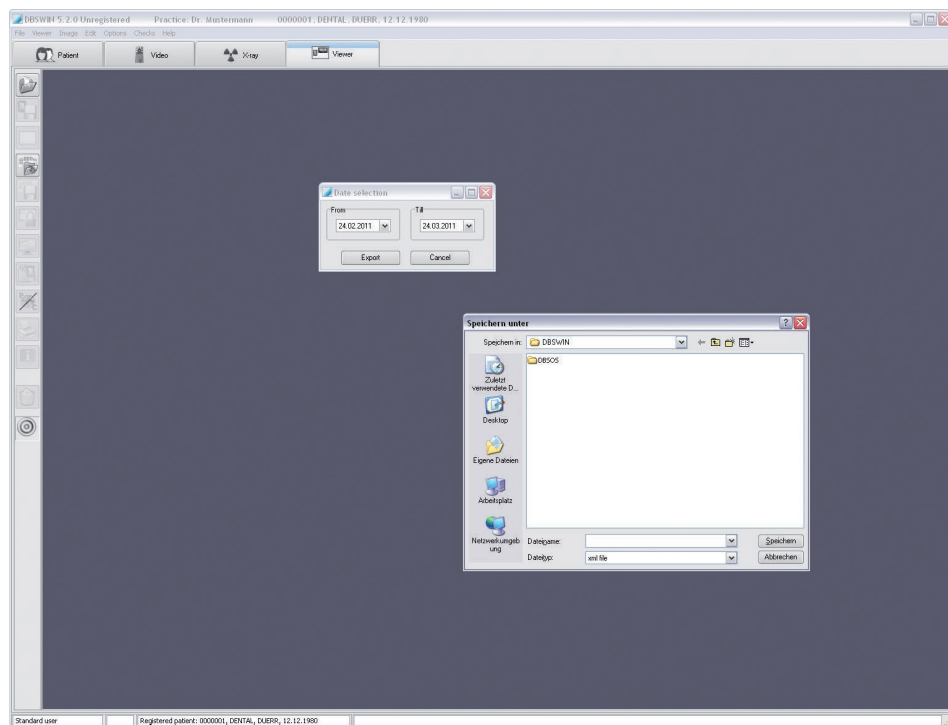 DBSWIN 5.2.0 Unregistered Practice: Dr. Mustermann 0000001, DENTAL, DUERR, 12.12.1980
File Viewer Image Edit Options Checks Help
Patient Video X-ray Viewer
Date selection
From Till
24.02.2011 24.03.2011
Export Cancel
Speichern unter
Speichern in: DBSWIN
DBSOS
Zuletzt
verwendete D...
Desktop
Eigene Dateien
Arbeitsplatz
Netzwerkumgeb
ung
Dateiname: Speichern
Dateityp: xml file Abbrechen
Standard user Registered patient: 0000001, DENTAL, DUERR, 12.12.1980